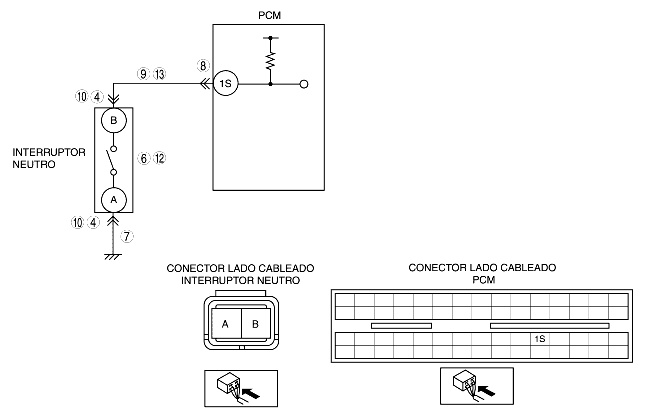 PCM
8
9 13
1S
10 4
B
INTERRUPTOR
NEUTRO
6 12
A
10 4
7
CONECTOR LADO CABLEADO
INTERRUPTOR NEUTRO
A B
CONECTOR LADO CABLEADO
PCM
1S